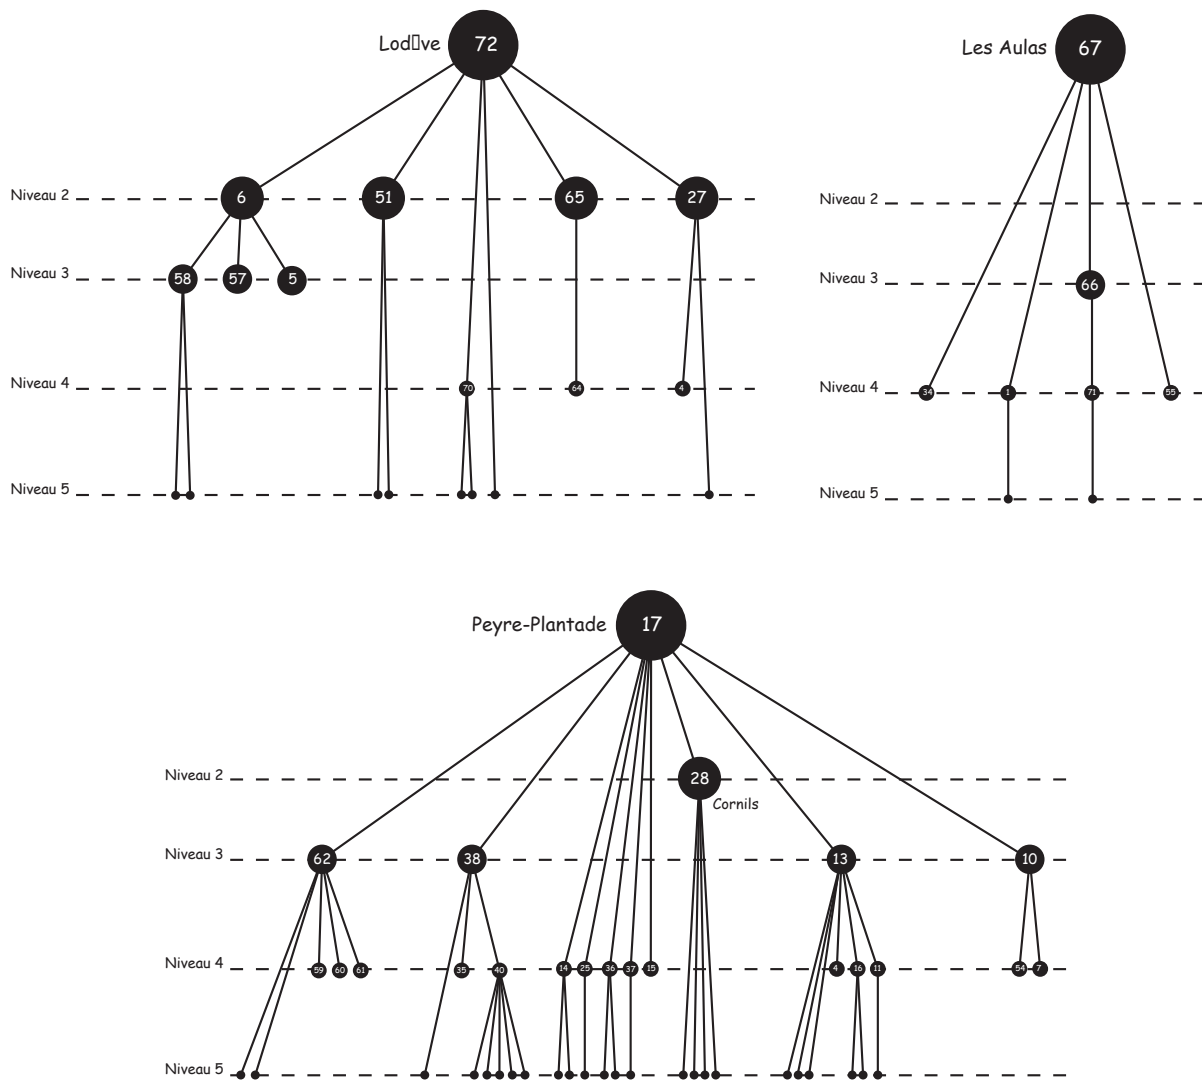 Lod▯ve 72
Les Aulas 67
Niveau 2 6 51 65 27
Niveau 2
Niveau 3 58 57 5
Niveau 3 66
Niveau 4 70 64 4
Niveau 4 34 1 71 55
Niveau 5
Niveau 5
Peyre-Plantade 17
Niveau 2 28
Cornils
Niveau 3 62 38 13 10
Niveau 4 59 60 61 35 40 14 25 36 37 15 4 16 11 54 7
Niveau 5